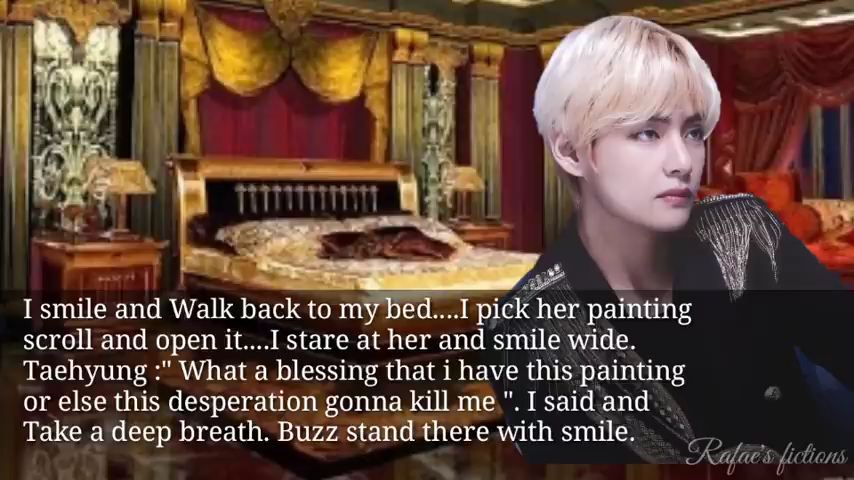 I smile and Walk back to my bed....I pick her painting
scroll and open it....I stare at her and smile wide.
Taehyung :" What a blessing that i have this painting
or else this desperation gonna kill me ". I said and
Take a deep breath. Buzz stand there with smile.
Rafae's fictions